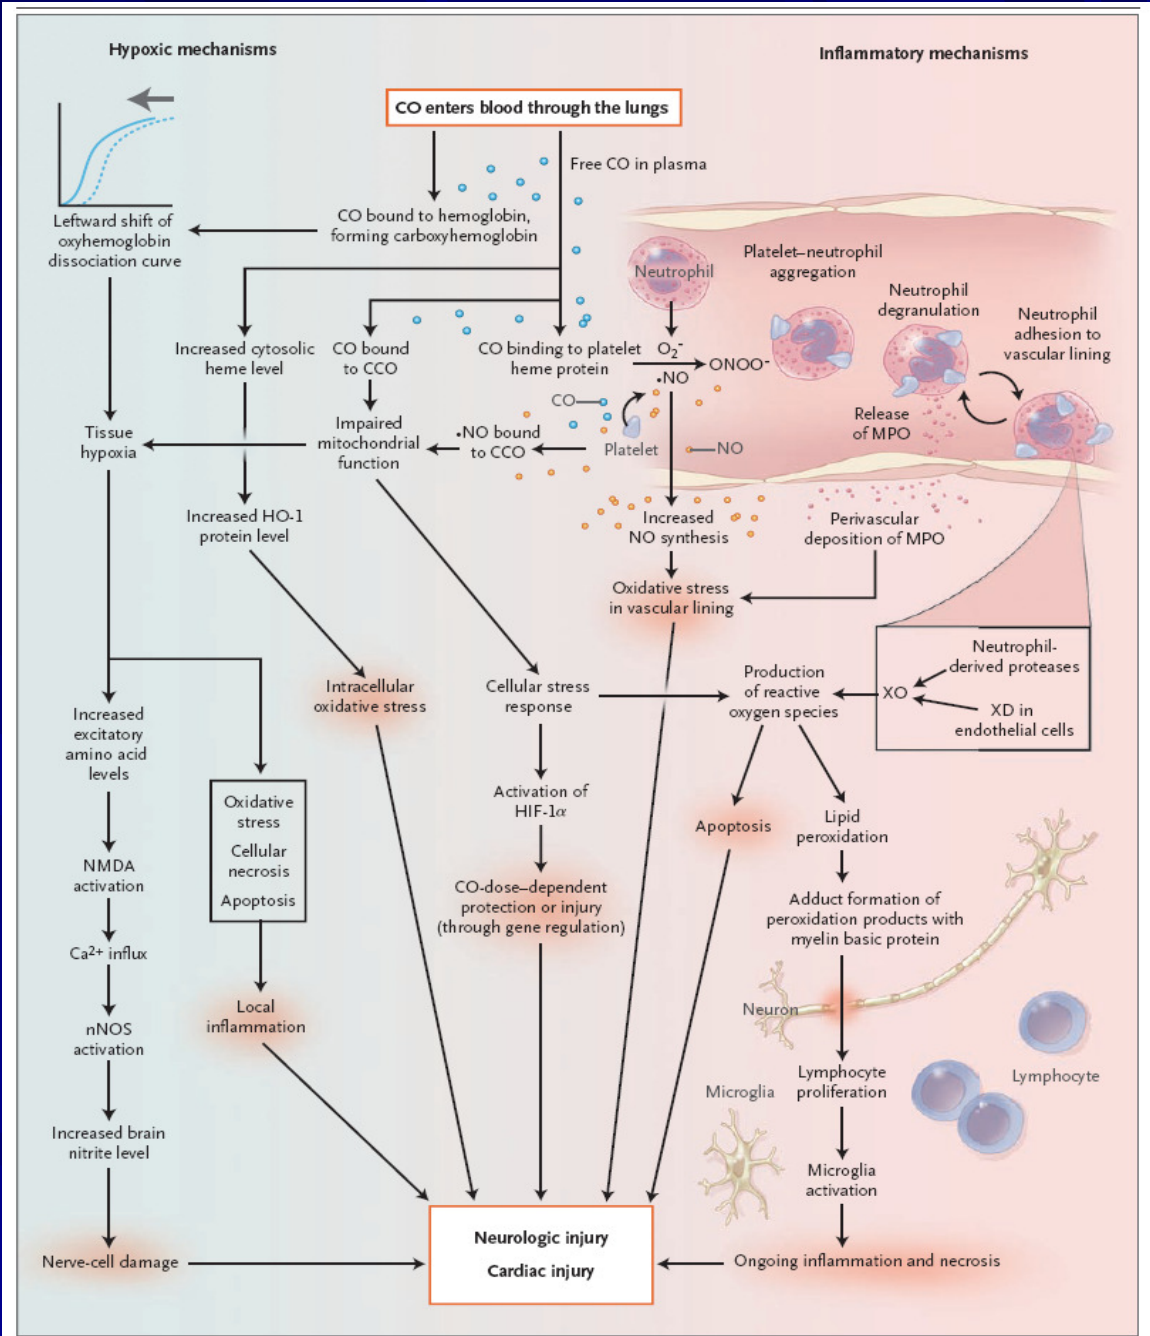 Hypoxic mechanisms
Inflammatory mechanisms
CO enters blood through the lungs
Free CO in plasma
CO bound to hemoglobin,
forming carboxyhemoglobin
Leftward shift of
oxyhemoglobin
dissociation curve
Neutrophil
Platelet–neutrophil
aggregation
Neutrophil
degranulation
Neutrophil
adhesion to
vascular lining
Increased cytosolic
heme level
CO bound
to CCO
CO binding to platelet
heme protein
O₂⁻
•NO
ONOO⁻
CO
Platelet
NO
Release
of MPO
Tissue
hypoxia
Impaired
mitochondrial
function
•NO bound
to CCO
Increased HO-1
protein level
Increased
NO synthesis
Perivascular
deposition of MPO
Oxidative stress
in vascular lining
Neutrophil-
derived proteases
XO
XD in
endothelial cells
Intracellular
oxidative stress
Cellular stress
response
Production
of reactive
oxygen species
Increased
excitatory
amino acid
levels
Oxidative
stress
Cellular
necrosis
Apoptosis
Activation of
HIF-1α
Apoptosis
Lipid
peroxidation
NMDA
activation
CO-dose–dependent
protection or injury
(through gene regulation)
Adduct formation of
peroxidation products with
myelin basic protein
Ca²⁺ influx
Local
inflammation
Neuron
nNOS
activation
Lymphocyte
proliferation
Lymphocyte
Microglia
Increased brain
nitrite level
Microglia
activation
Nerve-cell damage
Neurologic injury
Cardiac injury
Ongoing inflammation and necrosis